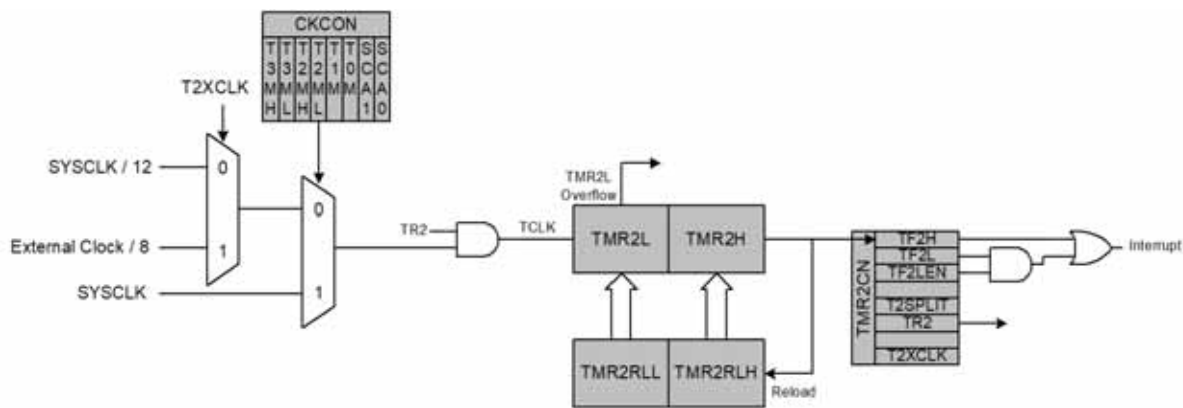 CKCON
T3MH
T3ML
T2MH
T2ML
T1M
T0M
SCA1
SCA0
T2XCLK
SYSCLK / 12
0
1
External Clock / 8
SYSCLK
0
1
TR2
TCLK
TMR2L
Overflow
TMR2L
TMR2H
TMR2RLL
TMR2RLH
Reload
TMR2CN
TF2H
TF2L
TF2LEN
T2SPLIT
TR2
T2XCLK
Interrupt